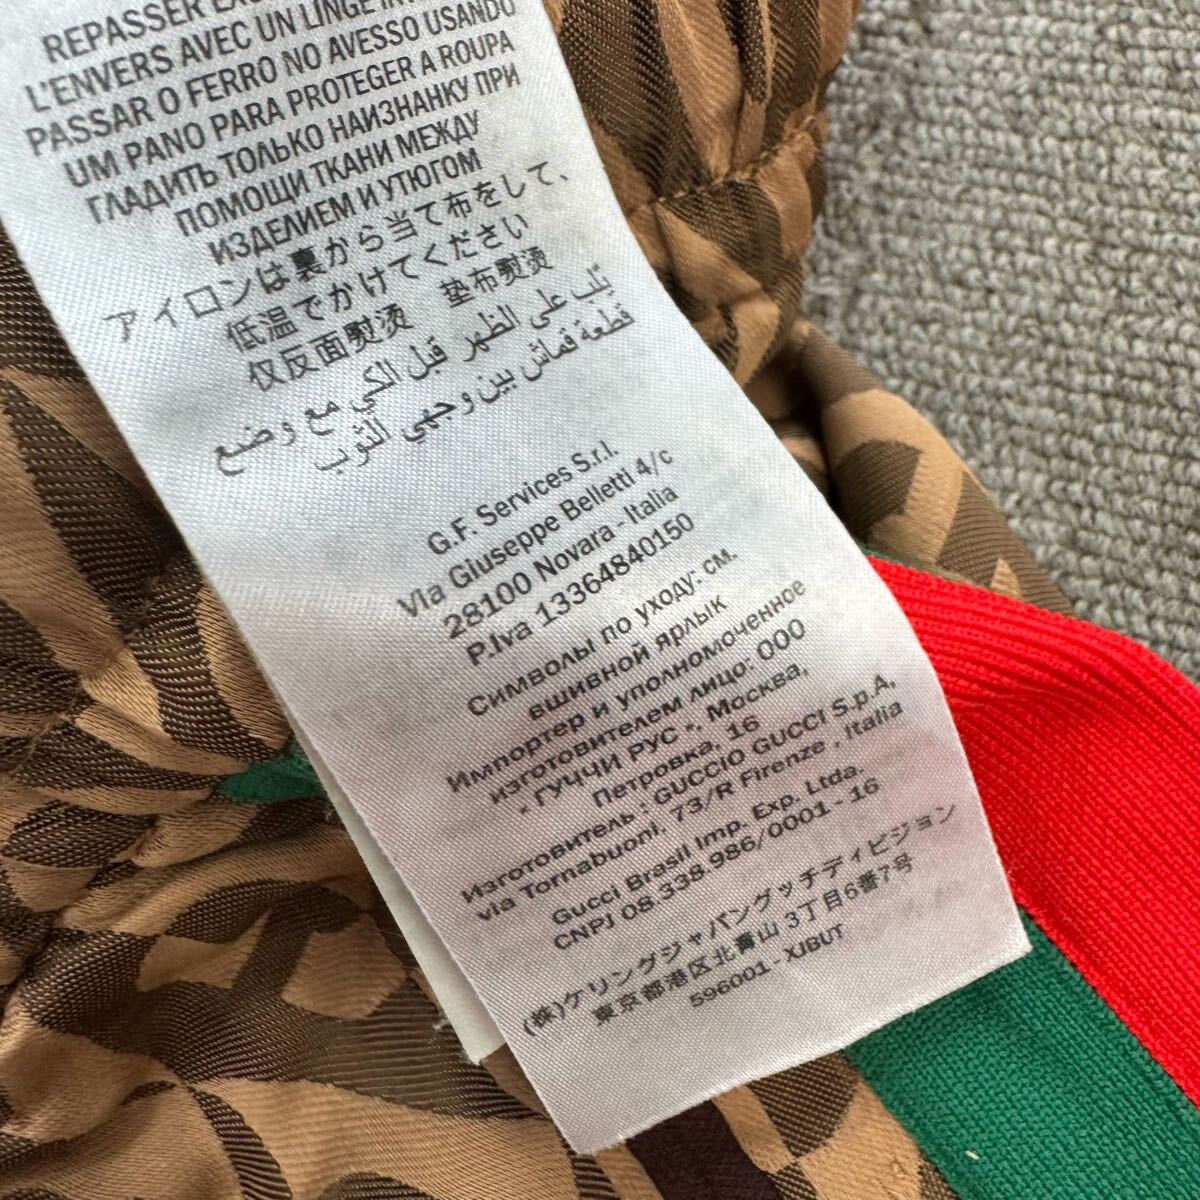 REPASSER
L'ENVERS AVEC UN LINGE
PASSAR O FERRO NO AVESSO USANDO
UM PANO PARA PROTEGER A ROUPA
ГЛАДИТЬ ТОЛЬКО НАИЗНАНКУ ПРИ
ПОМОЩИ ТКАНИ МЕЖДУ
ИЗДЕЛИЕМ И УТЮГОМ
アイロンは裏から当て布をして、
低温でかけてください
仅反面熨烫 垫布熨烫
يتلب على الظهر قبل الكي مع وضع
قطعة قماش بين وجهي الثوب
G.F. Services S.r.l.
Via Giuseppe Belletti 4/c
28100 Novara - Italia
P.Iva 13364840150
Символы по уходу: см.
вшивной ярлык
Импортер и уполномоченное
изготовителем лицо: ООО
" ГУЧЧИ РУС ", Москва,
Петровка, 16
Изготовитель : GUCCIO GUCCI S.p.A,
via Tornabuoni, 73/R Firenze , Italia
Gucci Brasil Imp. Exp. Ltda.
CNPJ 08.338.986/0001 - 16
(株)ケリングジャパングッチディビジョン
東京都港区北青山 3丁目6番7号
596001 - XJBUT